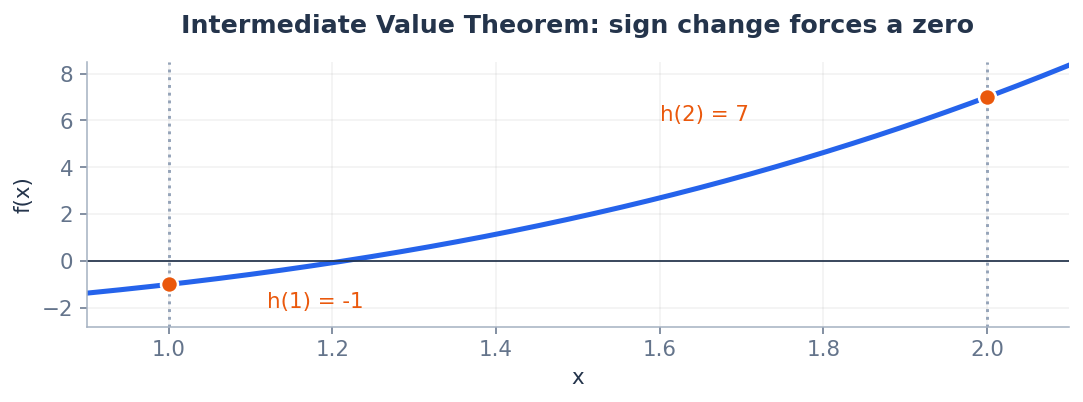 Intermediate Value Theorem: sign change forces a zero
8
6
4
2
0
−2
f(x)
h(2) = 7
h(1) = -1
1.0 1.2 1.4 1.6 1.8 2.0
x